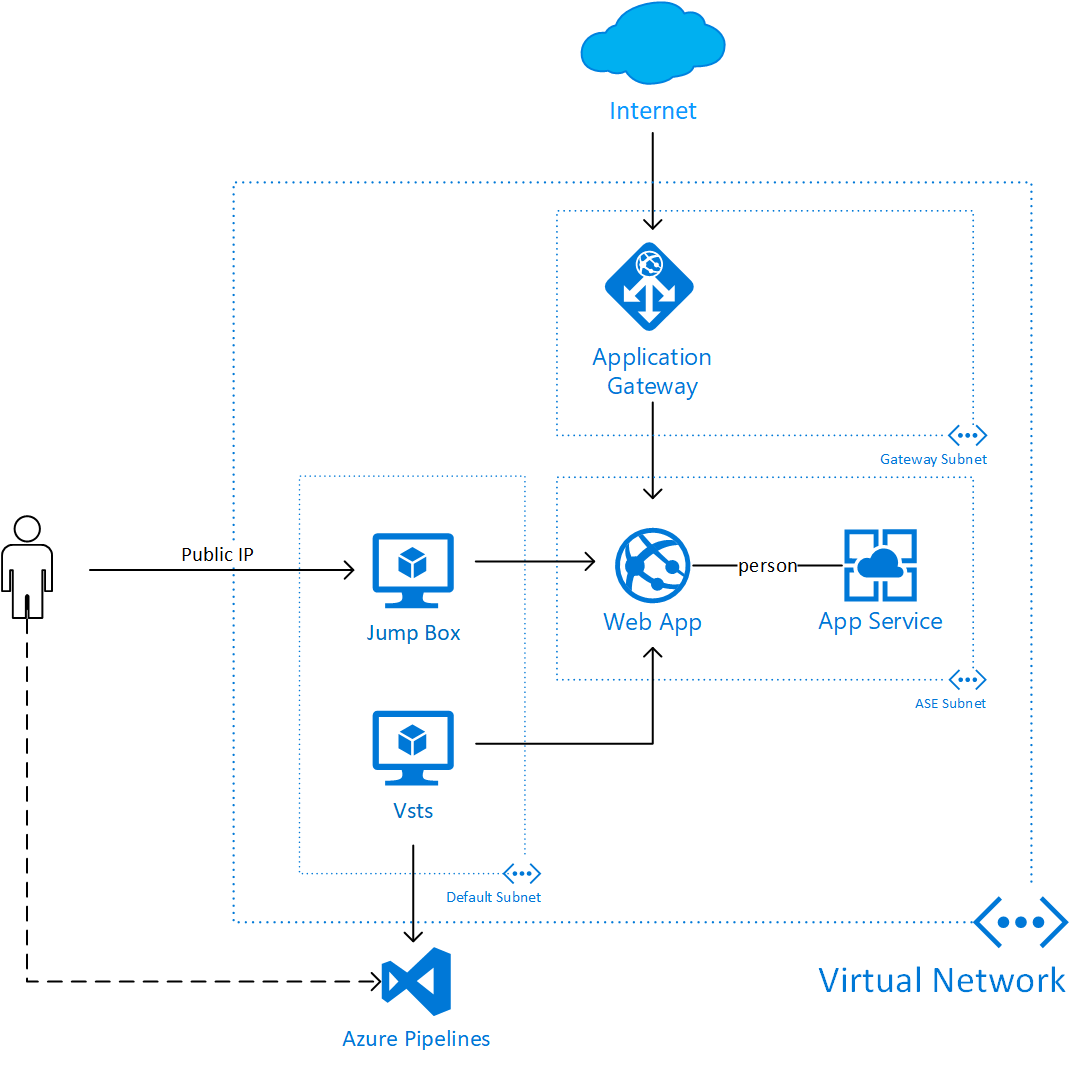 Internet
Application
Gateway
Gateway Subnet
Public IP
Jump Box
Web App
person
App Service
ASE Subnet
Vsts
Default Subnet
Virtual Network
Azure Pipelines